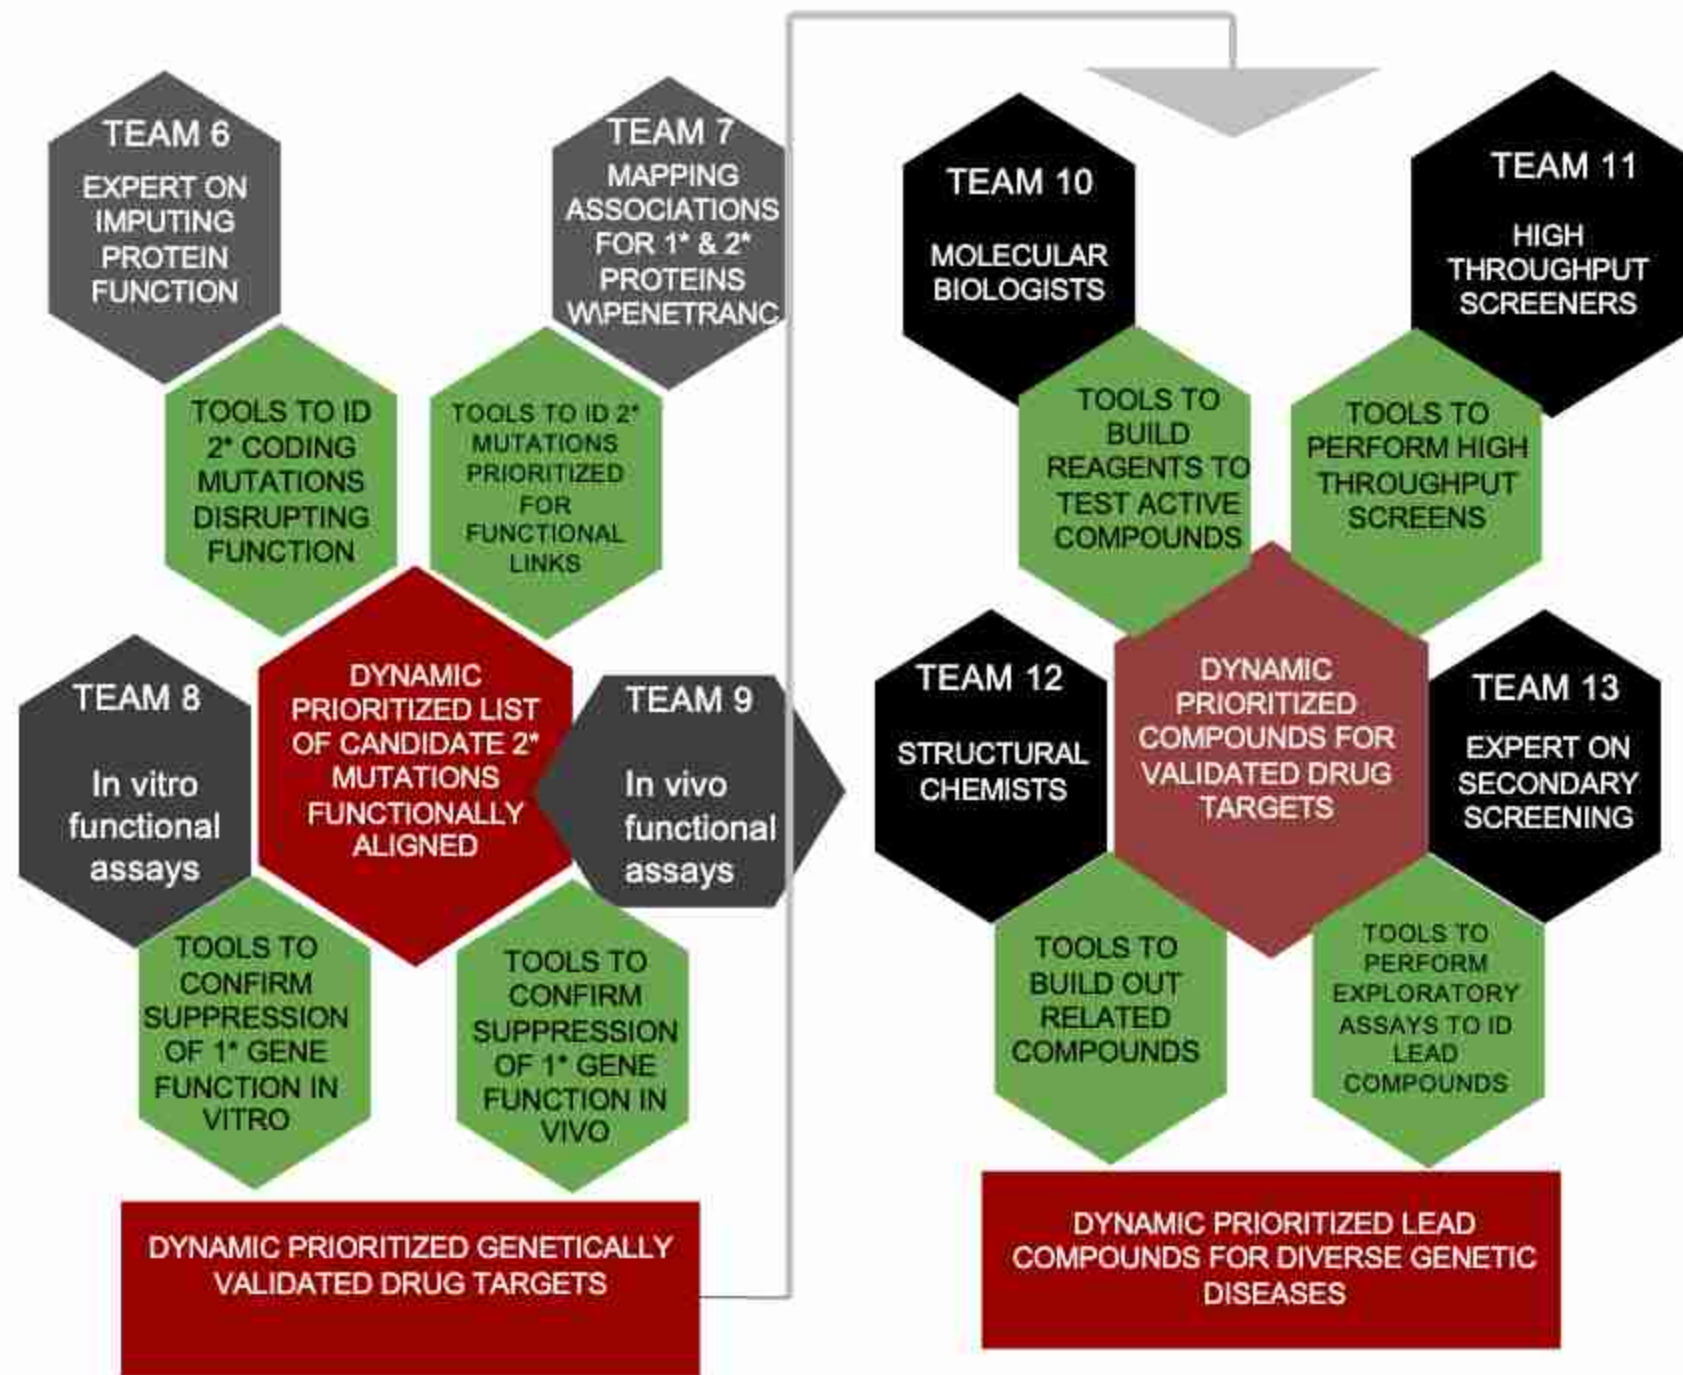 TEAM 6
EXPERT ON
IMPUTING
PROTEIN
FUNCTION
TEAM 7
MAPPING
ASSOCIATIONS
FOR 1* & 2*
PROTEINS
W\PENETRANC
TOOLS TO ID
2* CODING
MUTATIONS
DISRUPTING
FUNCTION
TOOLS TO ID 2*
MUTATIONS
PRIORITIZED
FOR
FUNCTIONAL
LINKS
TEAM 8
In vitro
functional
assays
DYNAMIC
PRIORITIZED LIST
OF CANDIDATE 2*
MUTATIONS
FUNCTIONALLY
ALIGNED
TEAM 9
In vivo
functional
assays
TOOLS TO
CONFIRM
SUPPRESSION
OF 1* GENE
FUNCTION IN
VITRO
TOOLS TO
CONFIRM
SUPPRESSION
OF 1* GENE
FUNCTION IN
VIVO
DYNAMIC PRIORITIZED GENETICALLY
VALIDATED DRUG TARGETS
TEAM 10
MOLECULAR
BIOLOGISTS
TEAM 11
HIGH
THROUGHPUT
SCREENERS
TOOLS TO
BUILD
REAGENTS TO
TEST ACTIVE
COMPOUNDS
TOOLS TO
PERFORM HIGH
THROUGHPUT
SCREENS
TEAM 12
STRUCTURAL
CHEMISTS
DYNAMIC
PRIORITIZED
COMPOUNDS FOR
VALIDATED DRUG
TARGETS
TEAM 13
EXPERT ON
SECONDARY
SCREENING
TOOLS TO
BUILD OUT
RELATED
COMPOUNDS
TOOLS TO
PERFORM
EXPLORATORY
ASSAYS TO ID
LEAD
COMPOUNDS
DYNAMIC PRIORITIZED LEAD
COMPOUNDS FOR DIVERSE GENETIC
DISEASES